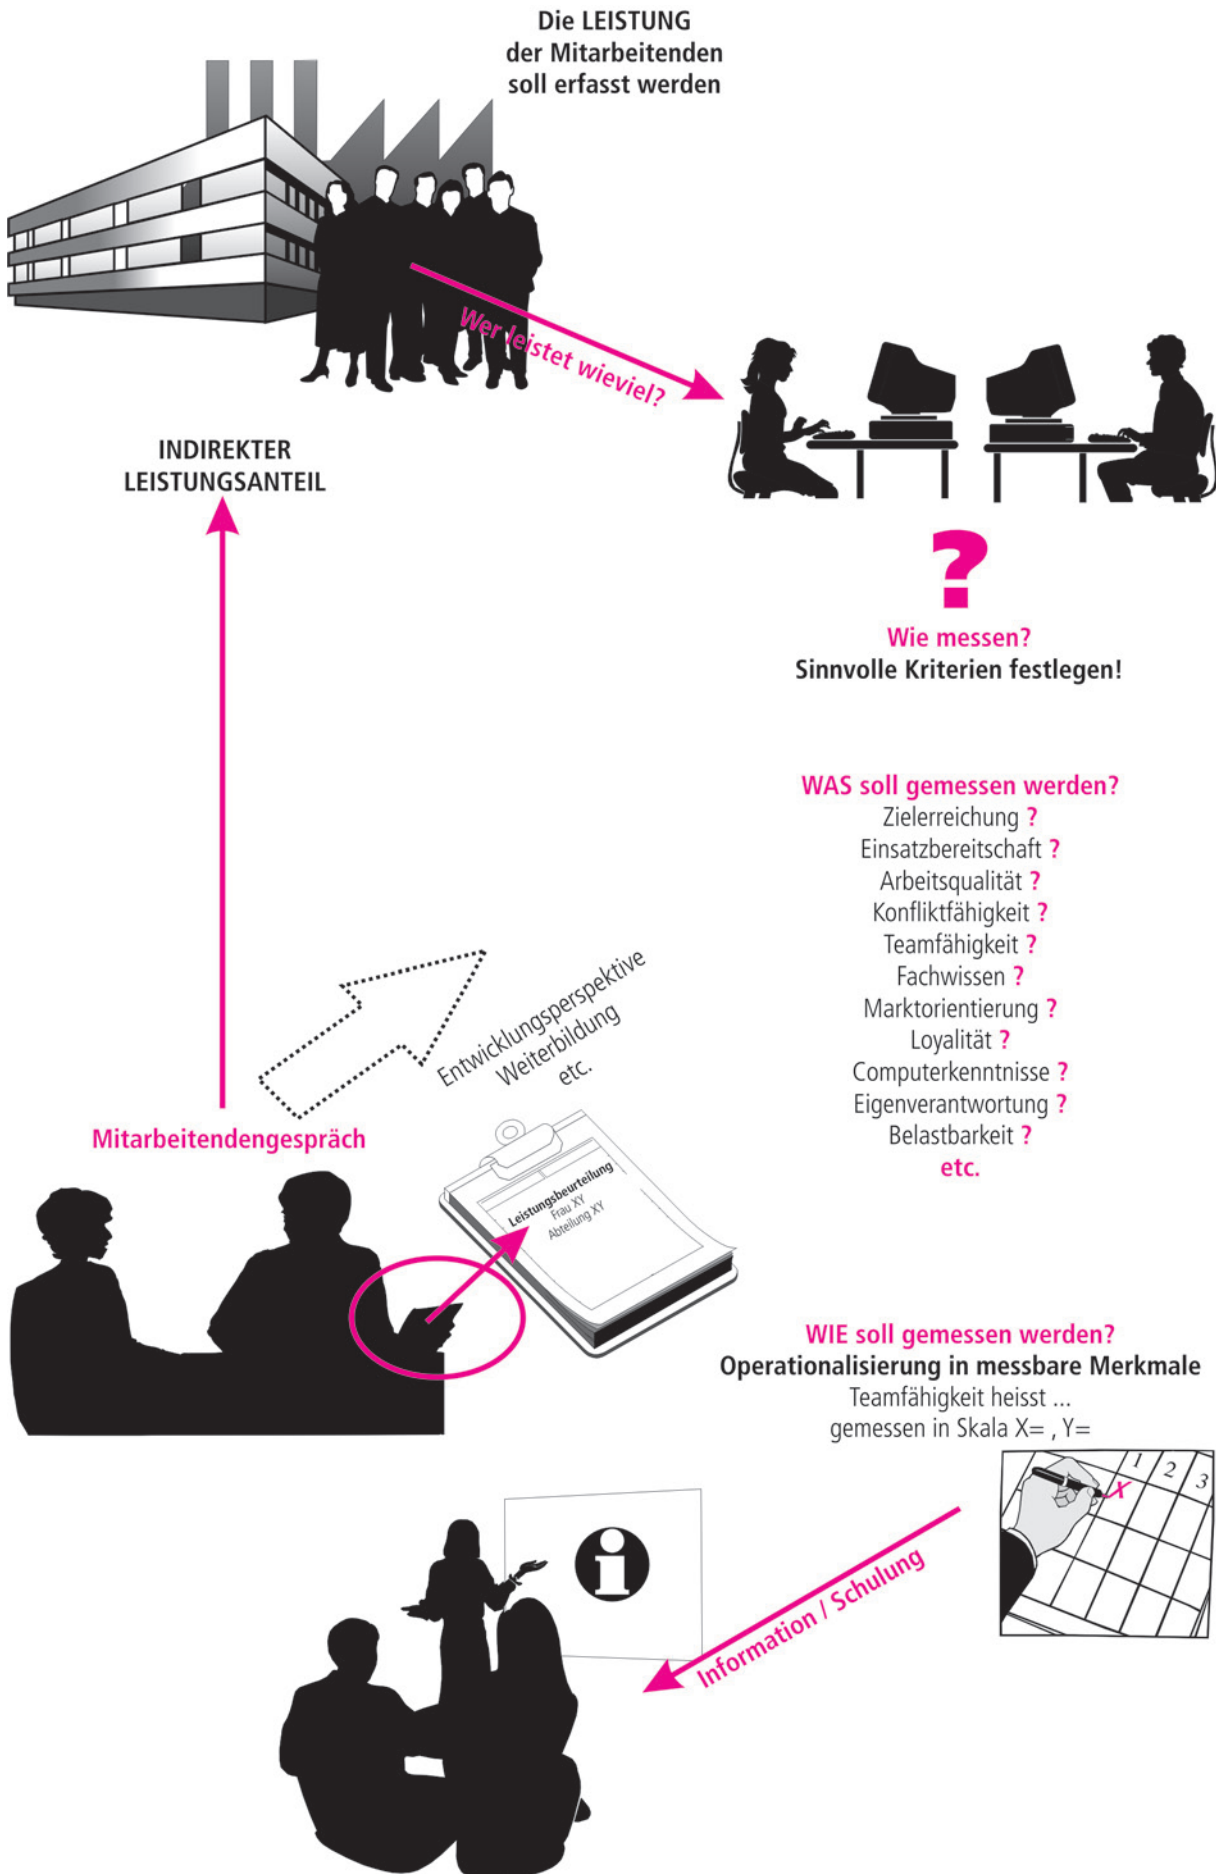 Die LEISTUNG
der Mitarbeitenden
soll erfasst werden
Wer leistet wieviel?
INDIREKTER
LEISTUNGSANTEIL
?
Wie messen?
Sinnvolle Kriterien festlegen!
WAS soll gemessen werden?
Zielerreichung ?
Einsatzbereitschaft ?
Arbeitsqualität ?
Konfliktfähigkeit ?
Teamfähigkeit ?
Fachwissen ?
Marktorientierung ?
Loyalität ?
Computerkenntnisse ?
Eigenverantwortung ?
Belastbarkeit ?
etc.
Entwicklungsperspektive
Weiterbildung
etc.
Mitarbeitendengespräch
Leistungsbeurteilung
Frau XY
Abteilung XY
WIE soll gemessen werden?
Operationalisierung in messbare Merkmale
Teamfähigkeit heisst ...
gemessen in Skala X= , Y=
1 2 3
X
i
Information / Schulung